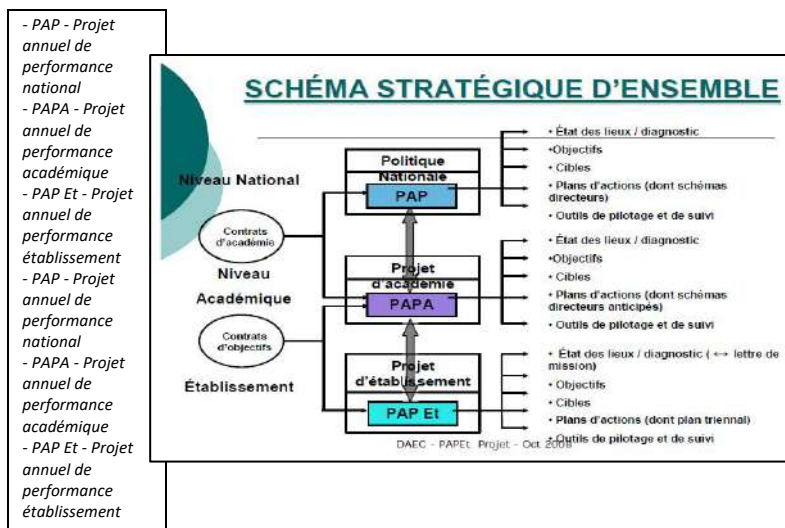 - PAP - Projet
annuel de
performance
national
- PAPA - Projet
annuel de
performance
académique
- PAP Et - Projet
annuel de
performance
établissement
- PAP - Projet
annuel de
performance
national
- PAPA - Projet
annuel de
performance
académique
- PAP Et - Projet
annuel de
performance
établissement
SCHÉMA STRATÉGIQUE D'ENSEMBLE
Niveau National
Contrats
d'académie
Niveau
Académique
Contrats
d'objectifs
Établissement
Politique
Nationale
PAP
• État des lieux / diagnostic
•Objectifs
• Cibles
• Plans d'actions (dont schémas
directeurs)
• Outils de pilotage et de suivi
Projet
d'académie
PAPA
• État des lieux / diagnostic
•Objectifs
• Cibles
• Plans d'actions (dont schémas
directeurs anticipés)
• Outils de pilotage et de suivi
Projet
d'établissement
PAP Et
• État des lieux / diagnostic ( ↔ lettre de
mission)
• Objectifs
• Cibles
• Plans d'actions (dont plan triennal)
• Outils de pilotage et de suivi
DAEC - PAPEt Projet - Oct 2008